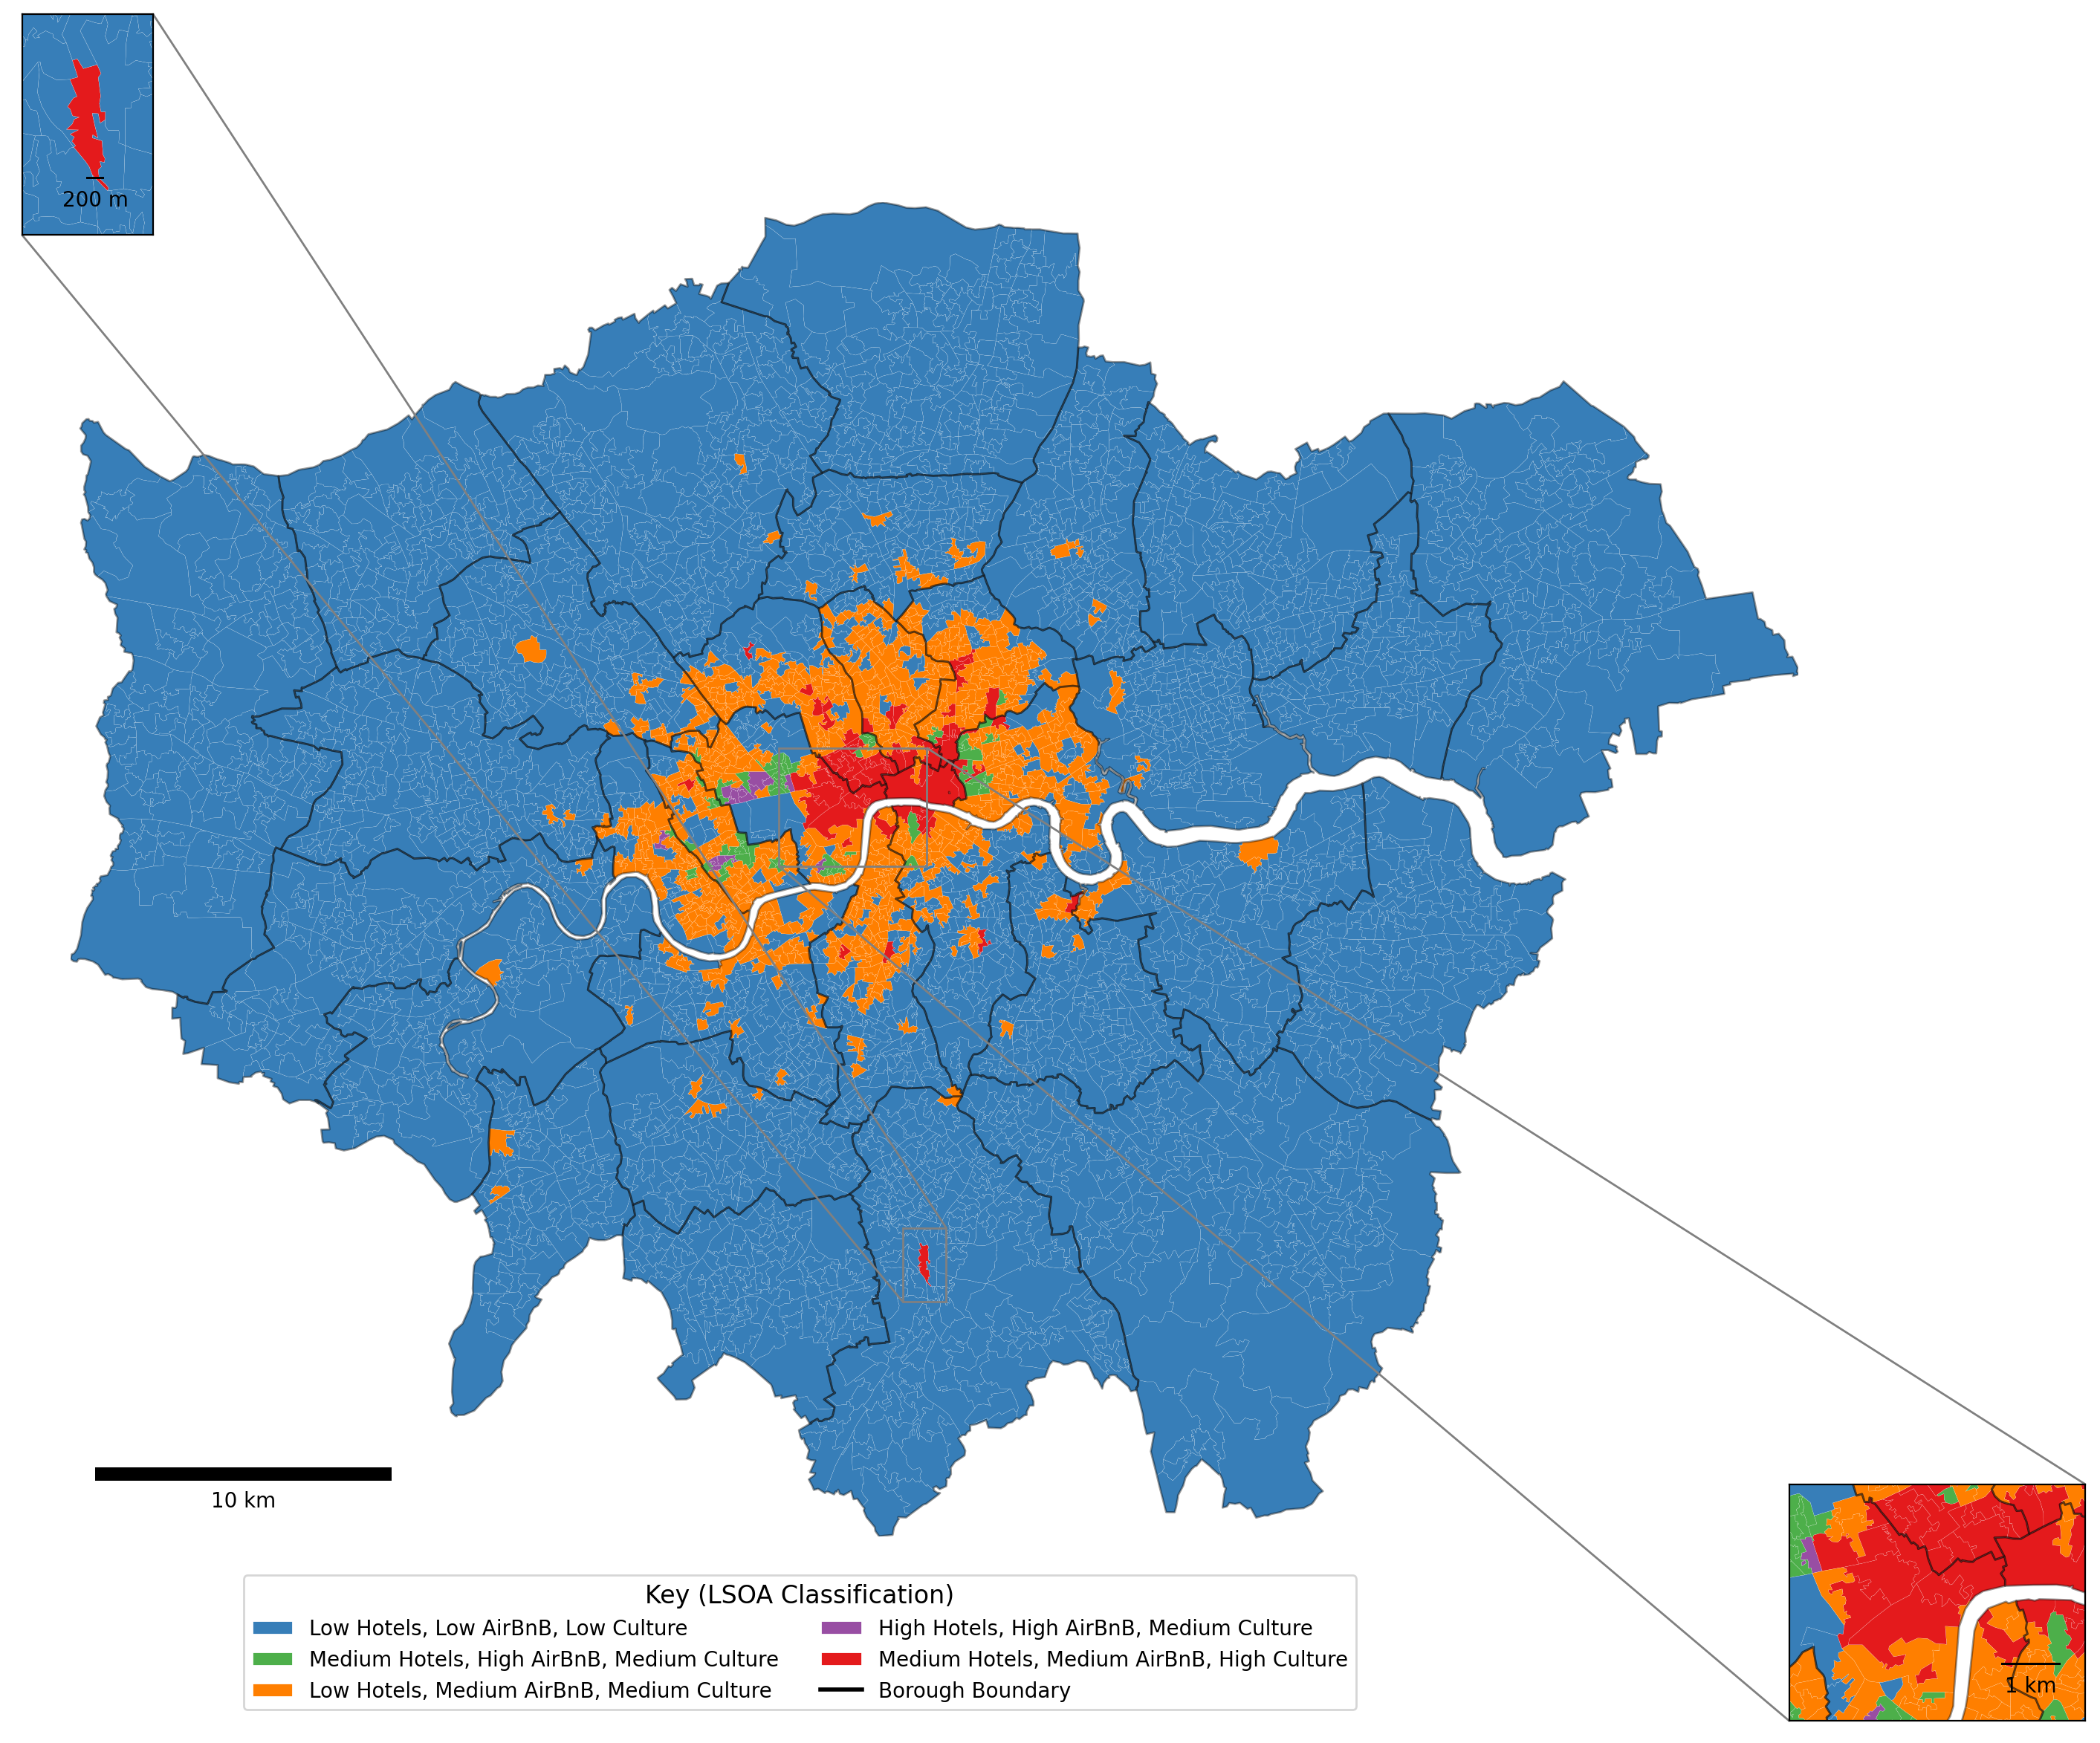 200 m
10 km
Key (LSOA Classification)
Low Hotels, Low AirBnB, Low Culture
Medium Hotels, High AirBnB, Medium Culture
Low Hotels, Medium AirBnB, Medium Culture
High Hotels, High AirBnB, Medium Culture
Medium Hotels, Medium AirBnB, High Culture
Borough Boundary
1 km